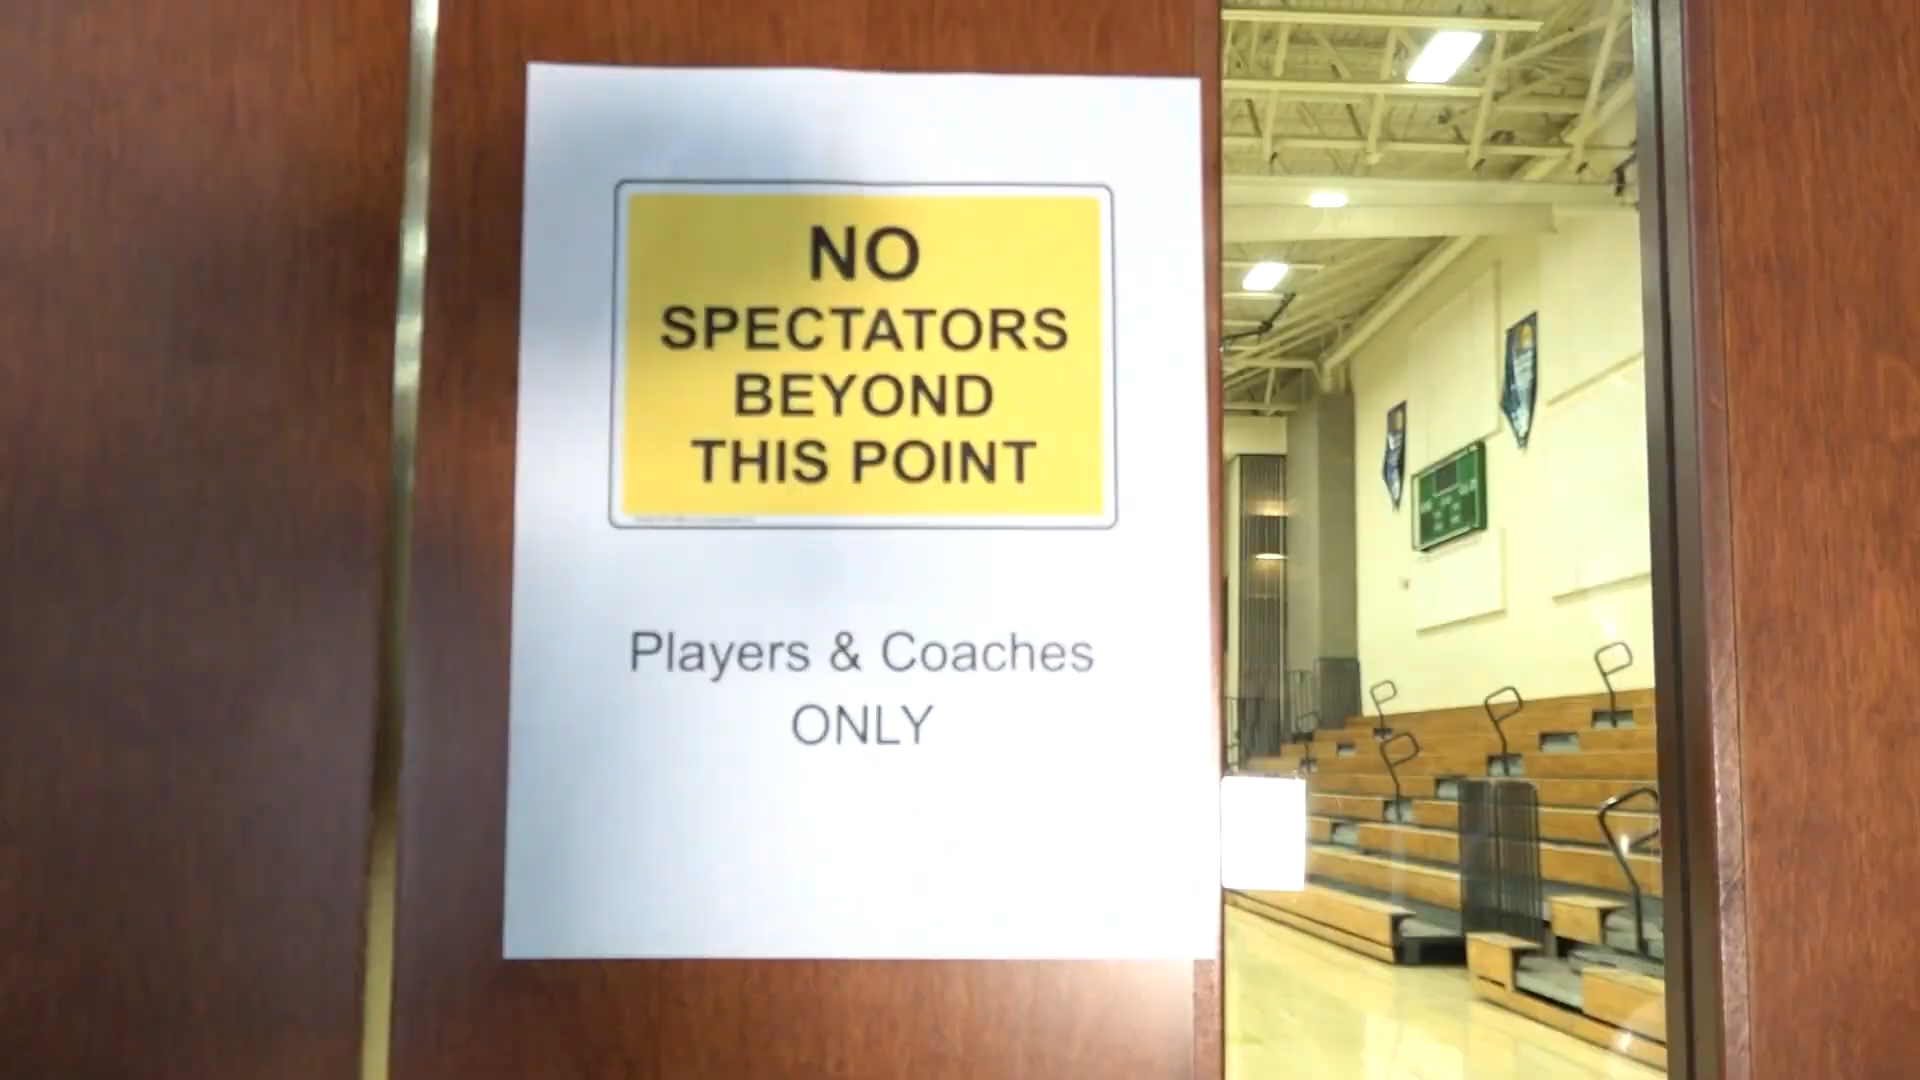 NO
SPECTATORS
BEYOND
THIS POINT
Players & Coaches
ONLY